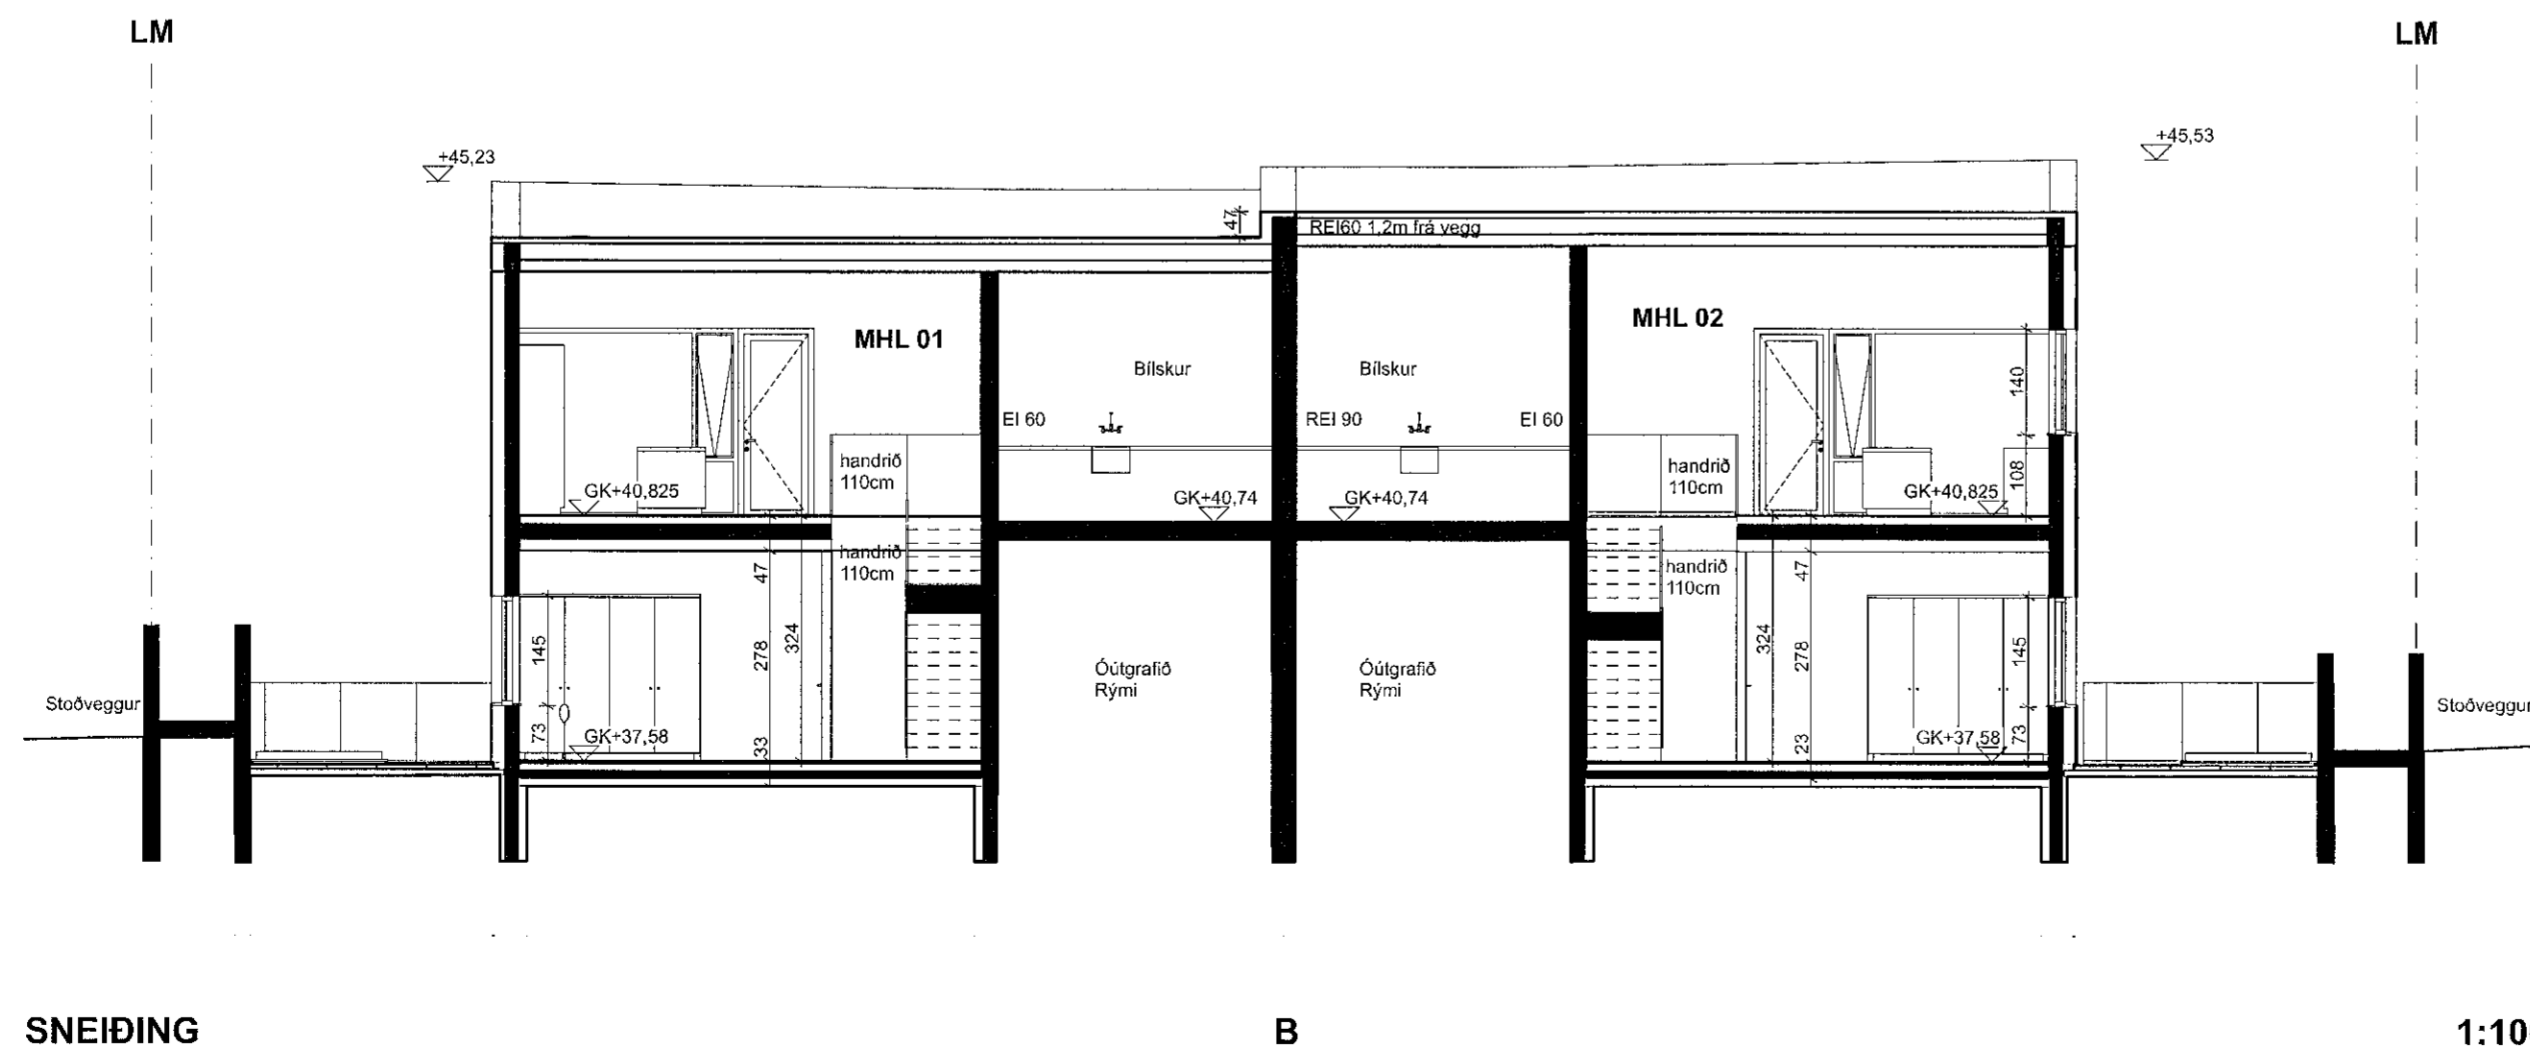 LM
LM
+45,23
+45,53
47
REI60 1,2m frá vegg
MHL 01
MHL 02
Bílskur
Bílskur
140
EI 60
REI 90
EI 60
handrið
110cm
handrið
110cm
108
GK+40,825
GK+40,74
GK+40,74
GK+40,825
handrið
110cm
handrið
110cm
47
47
145
278
324
324
278
145
Óútgrafið
Rými
Óútgrafið
Rými
Stoðveggur
Stoðveggur
73
GK+37,58
33
23
GK+37,58
73
SNEIÐING
B
1:10